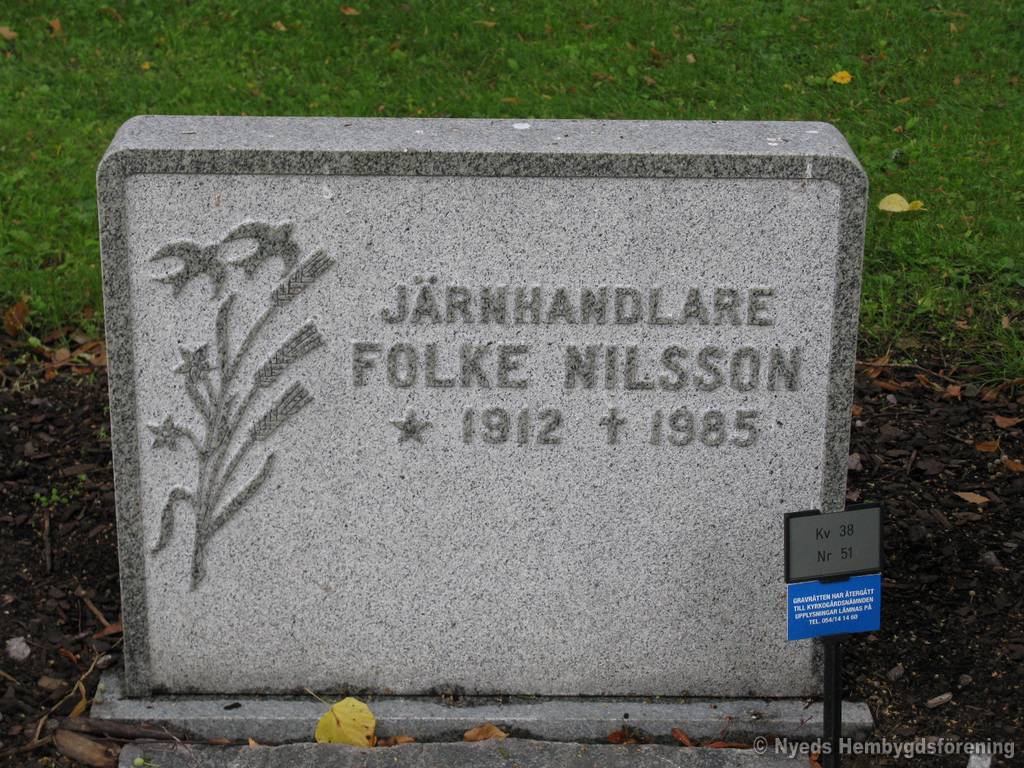 JÄRNHANDLARE
FOLKE NILSSON
★ 1912 ✝ 1985
Kv 38
Nr 51
GRAVRÄTTEN HAR ÅTERGÅTT
TILL KYRKOGÅRDSNÄMNDEN
UPPLYSNINGAR LÄMNAS PÅ
TEL. 054/14 14 60
© Nyeds Hembygdsförening